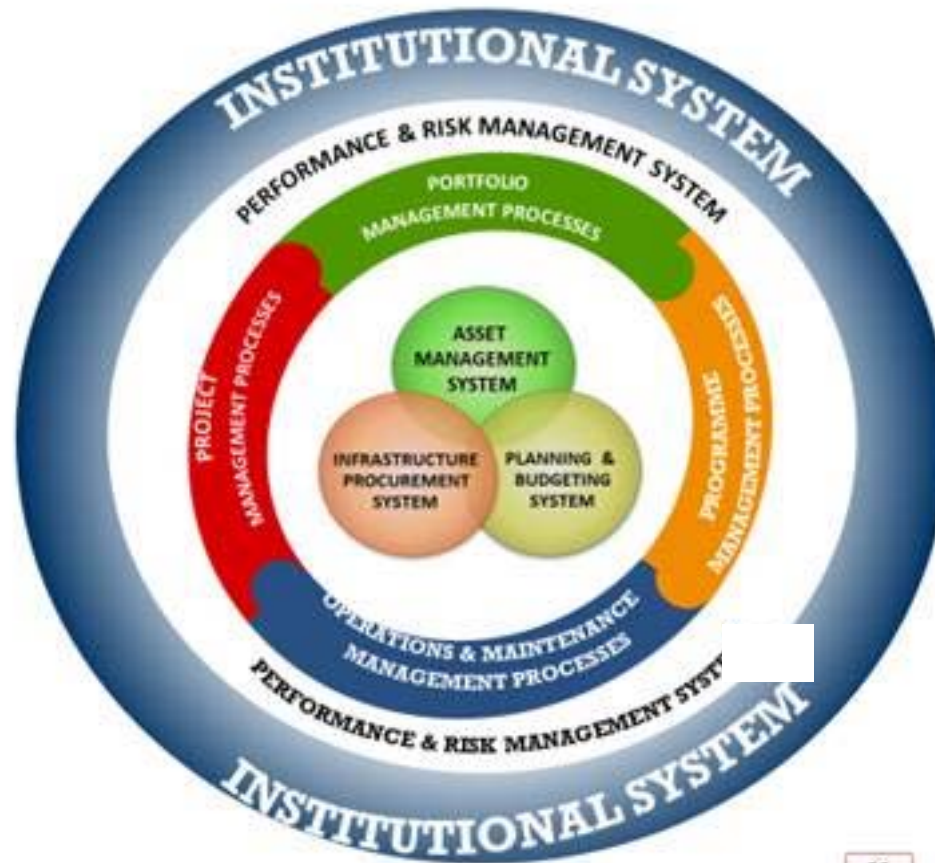 INSTITUTIONAL SYSTEM
PERFORMANCE & RISK MANAGEMENT SYSTEM
PORTFOLIO
MANAGEMENT PROCESSES
PROJECT
MANAGEMENT PROCESSES
PROGRAMME
MANAGEMENT PROCESSES
ASSET
MANAGEMENT
SYSTEM
INFRASTRUCTURE
PROCUREMENT
SYSTEM
PLANNING &
BUDGETING
SYSTEM
OPERATIONS & MAINTENANCE
MANAGEMENT PROCESSES
PERFORMANCE & RISK MANAGEMENT
INSTITUTIONAL SYSTEM